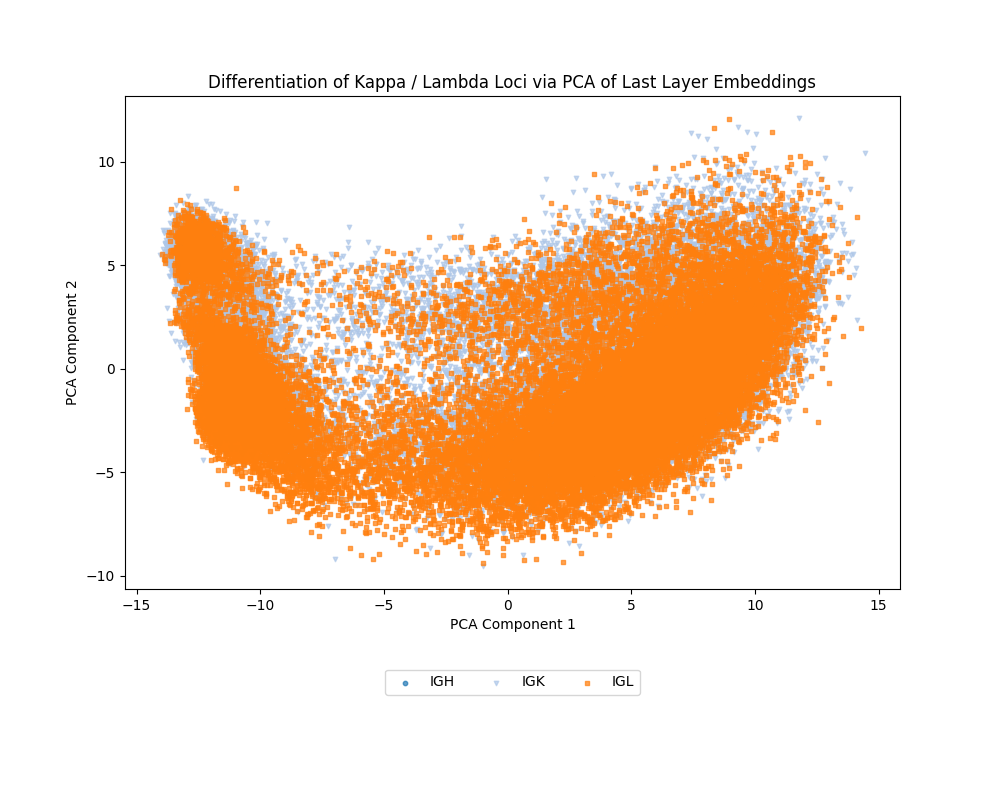 Differentiation of Kappa / Lambda Loci via PCA of Last Layer Embeddings
PCA Component 2
10
5
0
−5
−10
−15 −10 −5 0 5 10 15
PCA Component 1
IGH IGK IGL